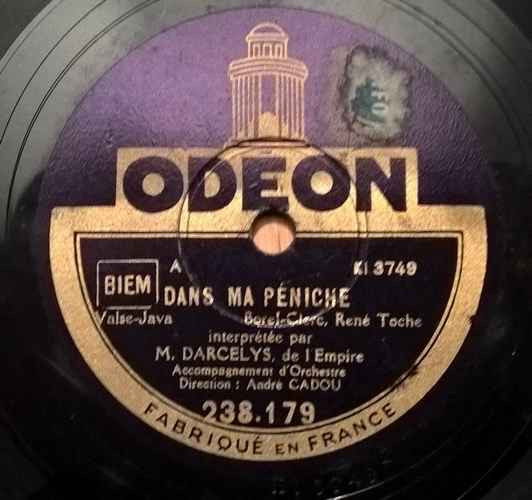 ODÉON
BIEM
A KI 3749
DANS MA PÉNICHE
Valse-Java Borel-Clerc, René Toche
interprétée par
M. DARCELYS, de l'Empire
Accompagnement d'Orchestre
Direction : André CADOU
238.179
FABRIQUÉ EN FRANCE